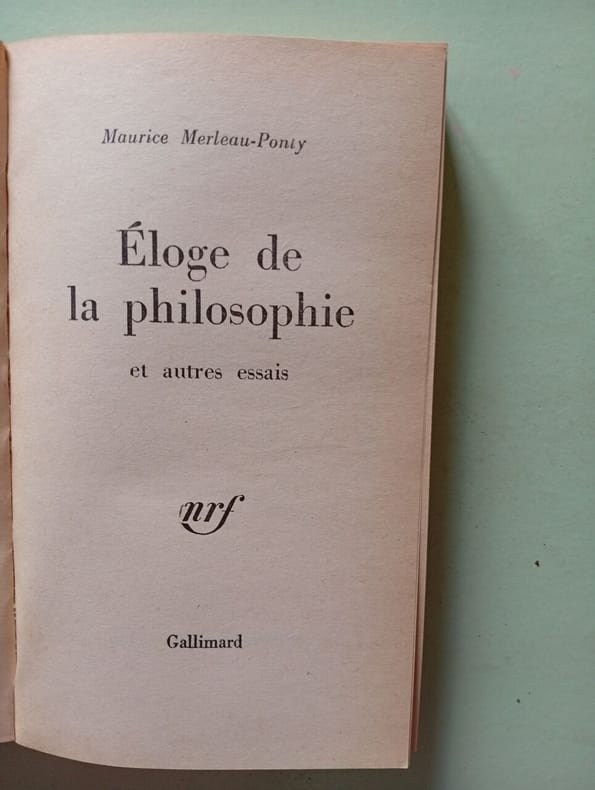 Maurice Merleau-Ponty
Éloge de
la philosophie
et autres essais
nrf
Gallimard